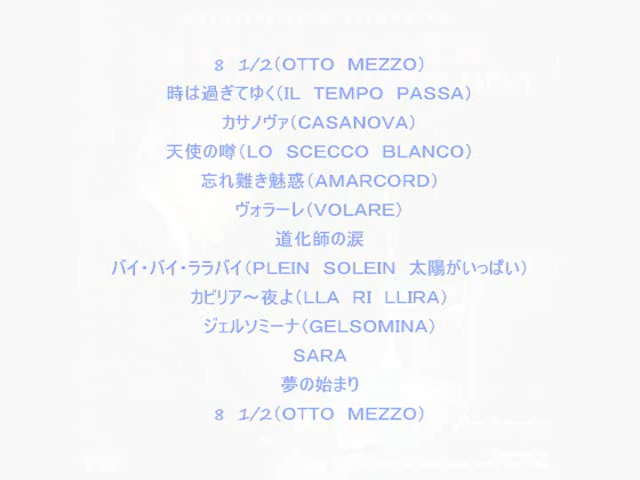 8 1/2(OTTO MEZZO)
時は過ぎてゆく(IL TEMPO PASSA)
カサノヴァ(CASANOVA)
天使の噂(LO SCECCO BLANCO)
忘れ難き魅惑(AMARCORD)
ヴォラーレ(VOLARE)
道化師の涙
バイ・バイ・ララバイ(PLEIN SOLEIN 太陽がいっぱい)
カビリア～夜よ(LLA RI LLIRA)
ジェルソミーナ(GELSOMINA)
SARA
夢の始まり
8 1/2(OTTO MEZZO)